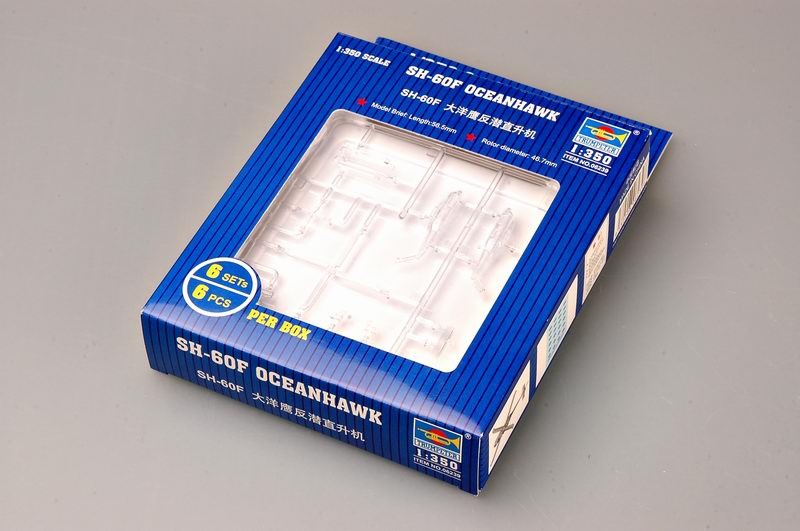 1:350 SCALE
SH-60F OCEANHAWK
SH-60F 大洋鹰反潜直升机
★ Model Brief: Length:56.5mm
★ Rotor diameter: 46.7mm
TRUMPETER
®
1:350
ITEM NO.06239
6 SETs
6 PCS
PER BOX
SH-60F OCEANHAWK
SH-60F 大洋鹰反潜直升机
TRUMPETER
®
1:350
ITEM NO.06239